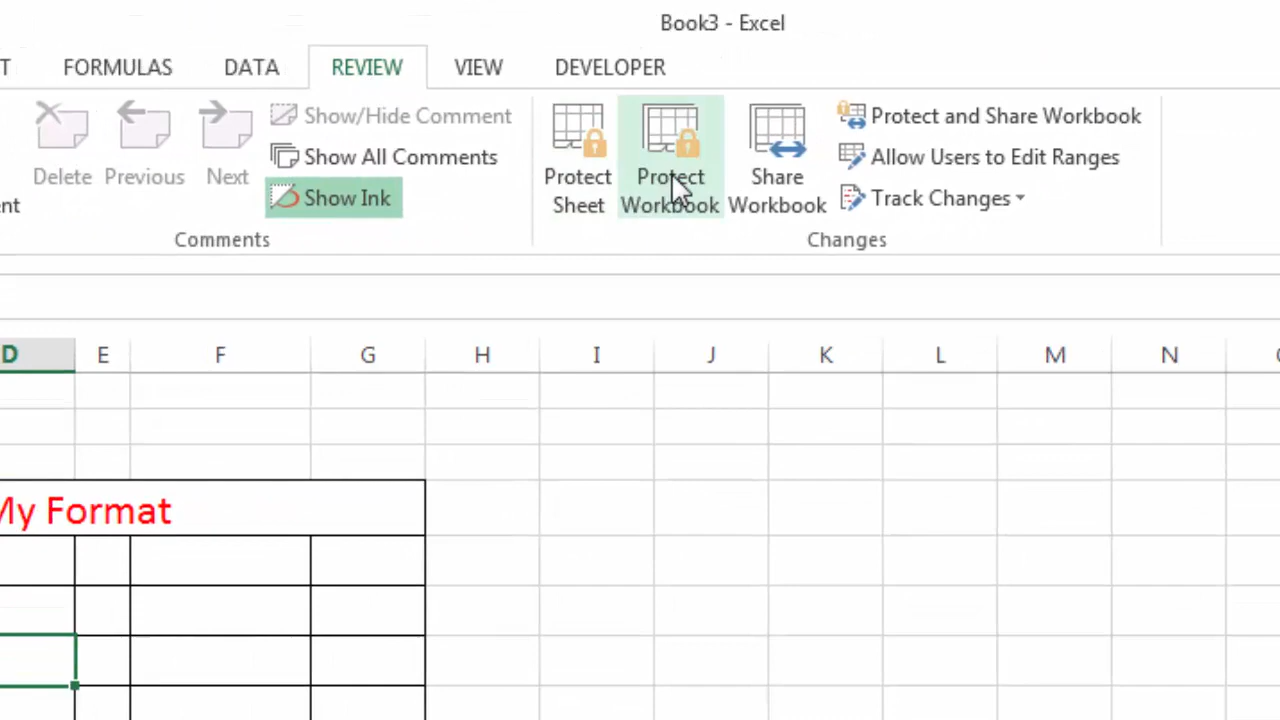 Book3 - Excel
T FORMULAS DATA REVIEW VIEW DEVELOPER
Delete
Previous
Next
Show/Hide Comment
Show All Comments
Show Ink
Comments
Protect
Sheet
Protect
Workbook
Share
Workbook
Protect and Share Workbook
Allow Users to Edit Ranges
Track Changes
Changes
D E F G H I J K L M N
My Format